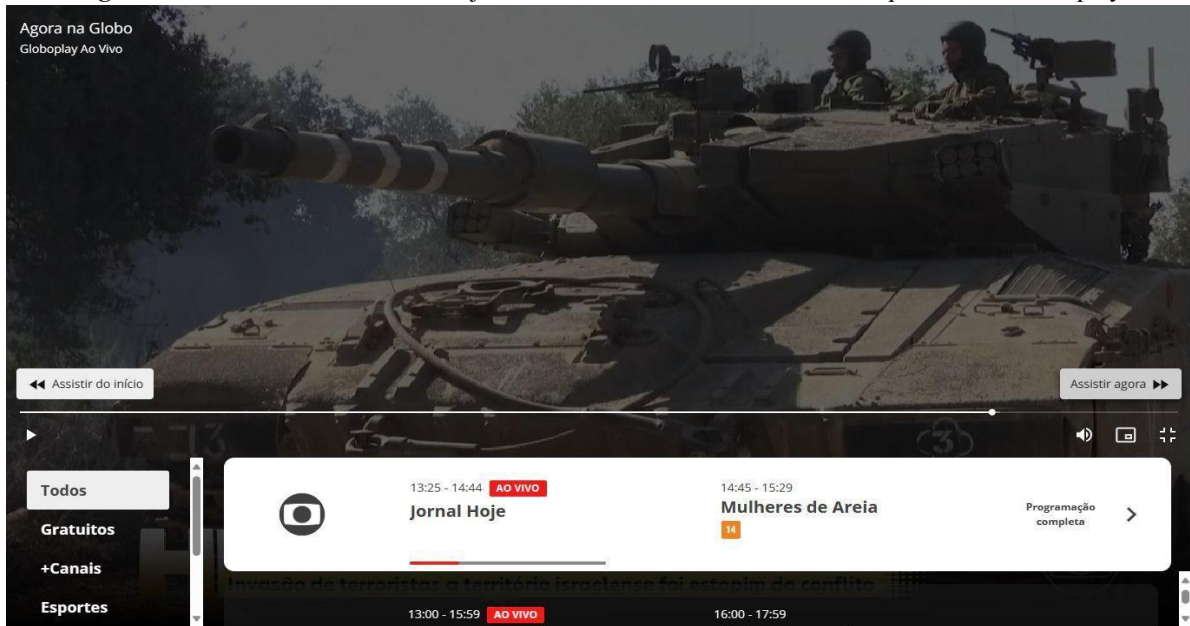 Agora na Globo
Globoplay Ao Vivo
Assistir do início
Assistir agora
Todos
Gratuitos
+Canais
Esportes
13:25 - 14:44 AO VIVO
Jornal Hoje
14:45 - 15:29
Mulheres de Areia
14
Programação
completa
Invasão de terroristas a território israelense foi estopim do conflito
13:00 - 15:59 AO VIVO
16:00 - 17:59